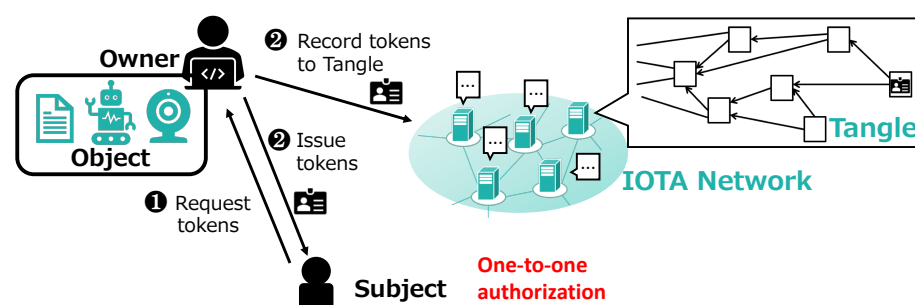 Owner
</>
Object
❷ Record tokens
to Tangle
❷ Issue
tokens
❶ Request
tokens
Subject
One-to-one
authorization
...
...
...
...
IOTA Network
Tangle